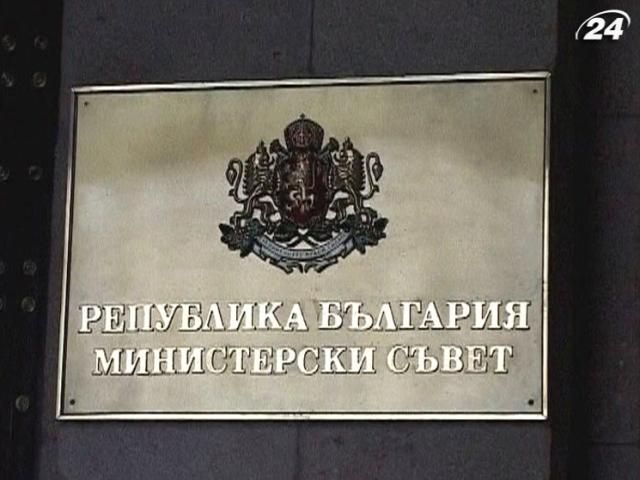 24
РЕПУБЛИКА БЪЛГАРИЯ
МИНИСТЕРСКИ СЪВЕТ